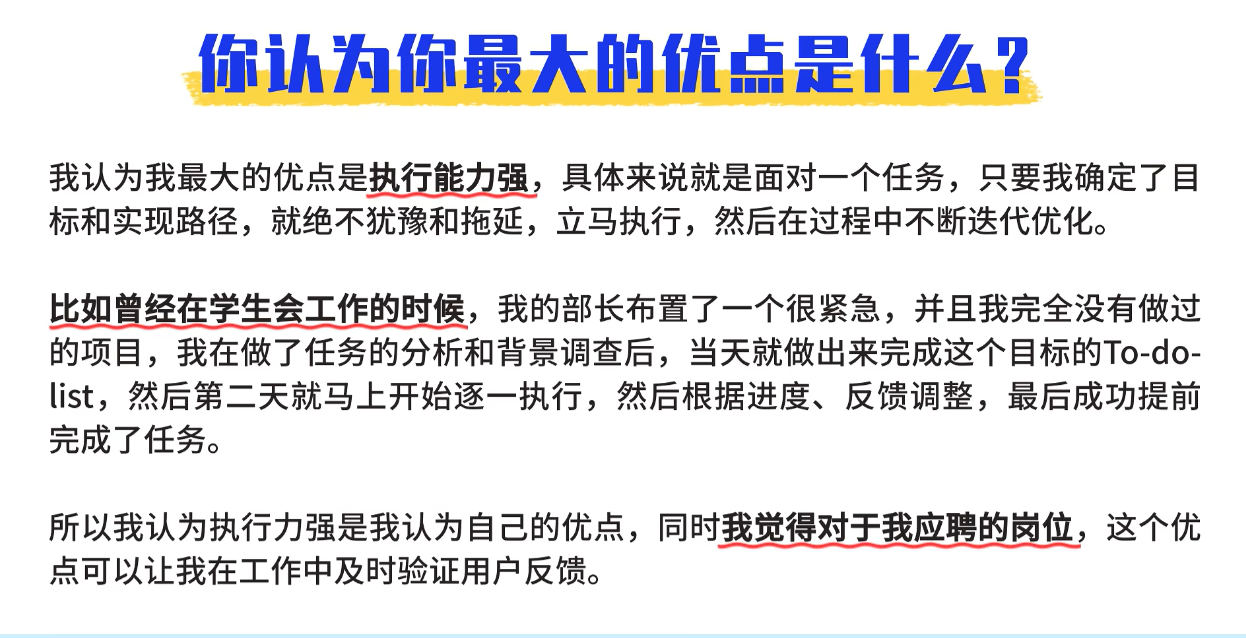 你认为你最大的优点是什么?
我认为我最大的优点是执行能力强，具体来说就是面对一个任务，只要我确定了目
标和实现路径，就绝不犹豫和拖延，立马执行，然后在过程中不断迭代优化。
比如曾经在学生会工作的时候，我的部长布置了一个很紧急，并且我完全没有做过
的项目，我在做了任务的分析和背景调查后，当天就做出来完成这个目标的To-do-
list，然后第二天就马上开始逐一执行，然后根据进度、反馈调整，最后成功提前
完成了任务。
所以我认为执行力强是我认为自己的优点，同时我觉得对于我应聘的岗位，这个优
点可以让我在工作中及时验证用户反馈。